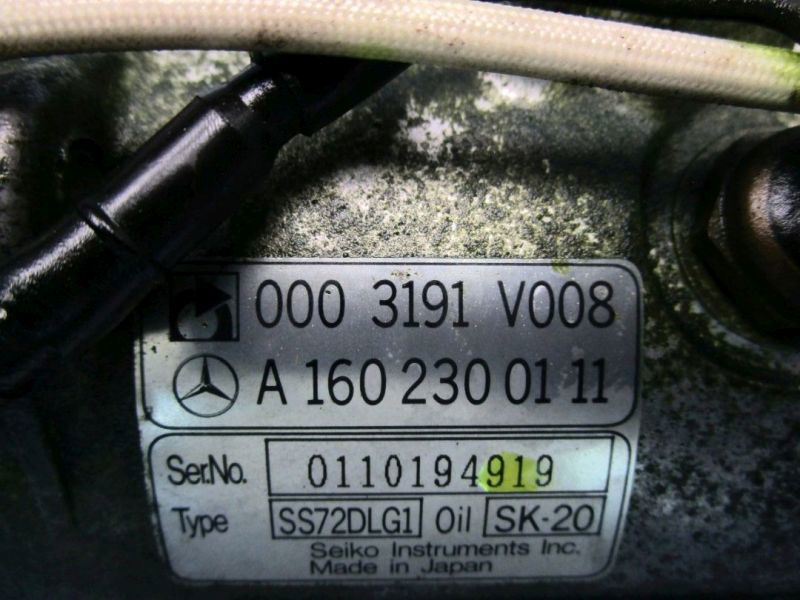 000 3191 V008
A 160 230 01 11
Ser.No. 0110194919
Type SS72DLG1 Oil SK-20
Seiko Instruments Inc.
Made in Japan